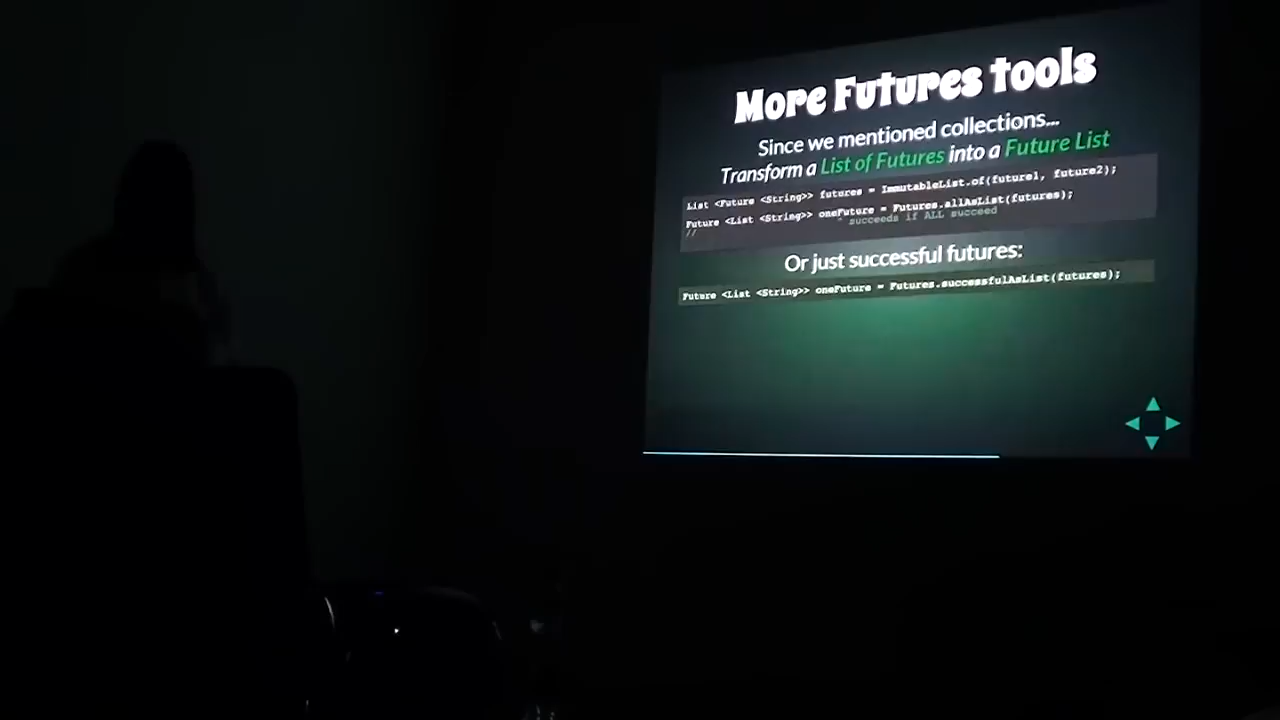 More Futures tools
Since we mentioned collections...
Transform a List of Futures into a Future List
List <Future <String>> futures = ImmutableList.of(future1, future2);
Future <List <String>> oneFuture = Futures.allAsList(futures);
// ^ succeeds if ALL succeed
Or just successful futures:
Future <List <String>> oneFuture = Futures.successfulAsList(futures);